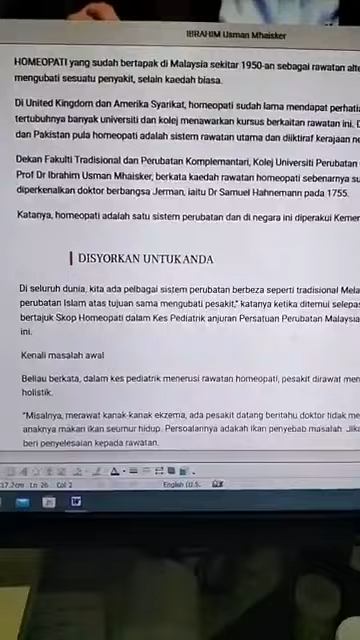 IBRAHIM Usman Mhaisker
HOMEOPATI yang sudah bertapak di Malaysia sekitar 1950-an sebagai rawatan alte
mengubati sesuatu penyakit, selain kaedah biasa.
Di United Kingdom dan Amerika Syarikat, homeopati sudah lama mendapat perhatia
tertubuhnya banyak universiti dan kolej menawarkan kursus berkaitan rawatan ini. D
dan Pakistan pula homeopati adalah sistem rawatan utama dan diiktiraf kerajaan ne
Dekan Fakulti Tradisional dan Perubatan Komplementari, Kolej Universiti Perubatan
Prof Dr Ibrahim Usman Mhaisker, berkata kaedah rawatan homeopati sebenarnya su
diperkenalkan doktor berbangsa Jerman, iaitu Dr Samuel Hahnemann pada 1755.
Katanya, homeopati adalah satu sistem perubatan dan di negara ini diperakui Kemer
DISYORKAN UNTUK ANDA
Di seluruh dunia, kita ada pelbagai sistem perubatan berbeza seperti tradisional Mela
perubatan Islam atas tujuan sama mengubati pesakit," katanya ketika ditemui selepas
bertajuk Skop Homeopati dalam Kes Pediatrik anjuran Persatuan Perubatan Malaysia
ini.
Kenali masalah awal
Beliau berkata, dalam kes pediatrik menerusi rawatan homeopati, pesakit dirawat men
holistik.
"Misalnya, merawat kanak-kanak ekzema, ada pesakit datang beritahu doktor tidak me
anaknya makan ikan seumur hidup. Persoalannya adakah ikan penyebab masalah. Jika
beri penyelesaian kepada rawatan.
17.2cm Ln 26 Col 2 English (U.S.